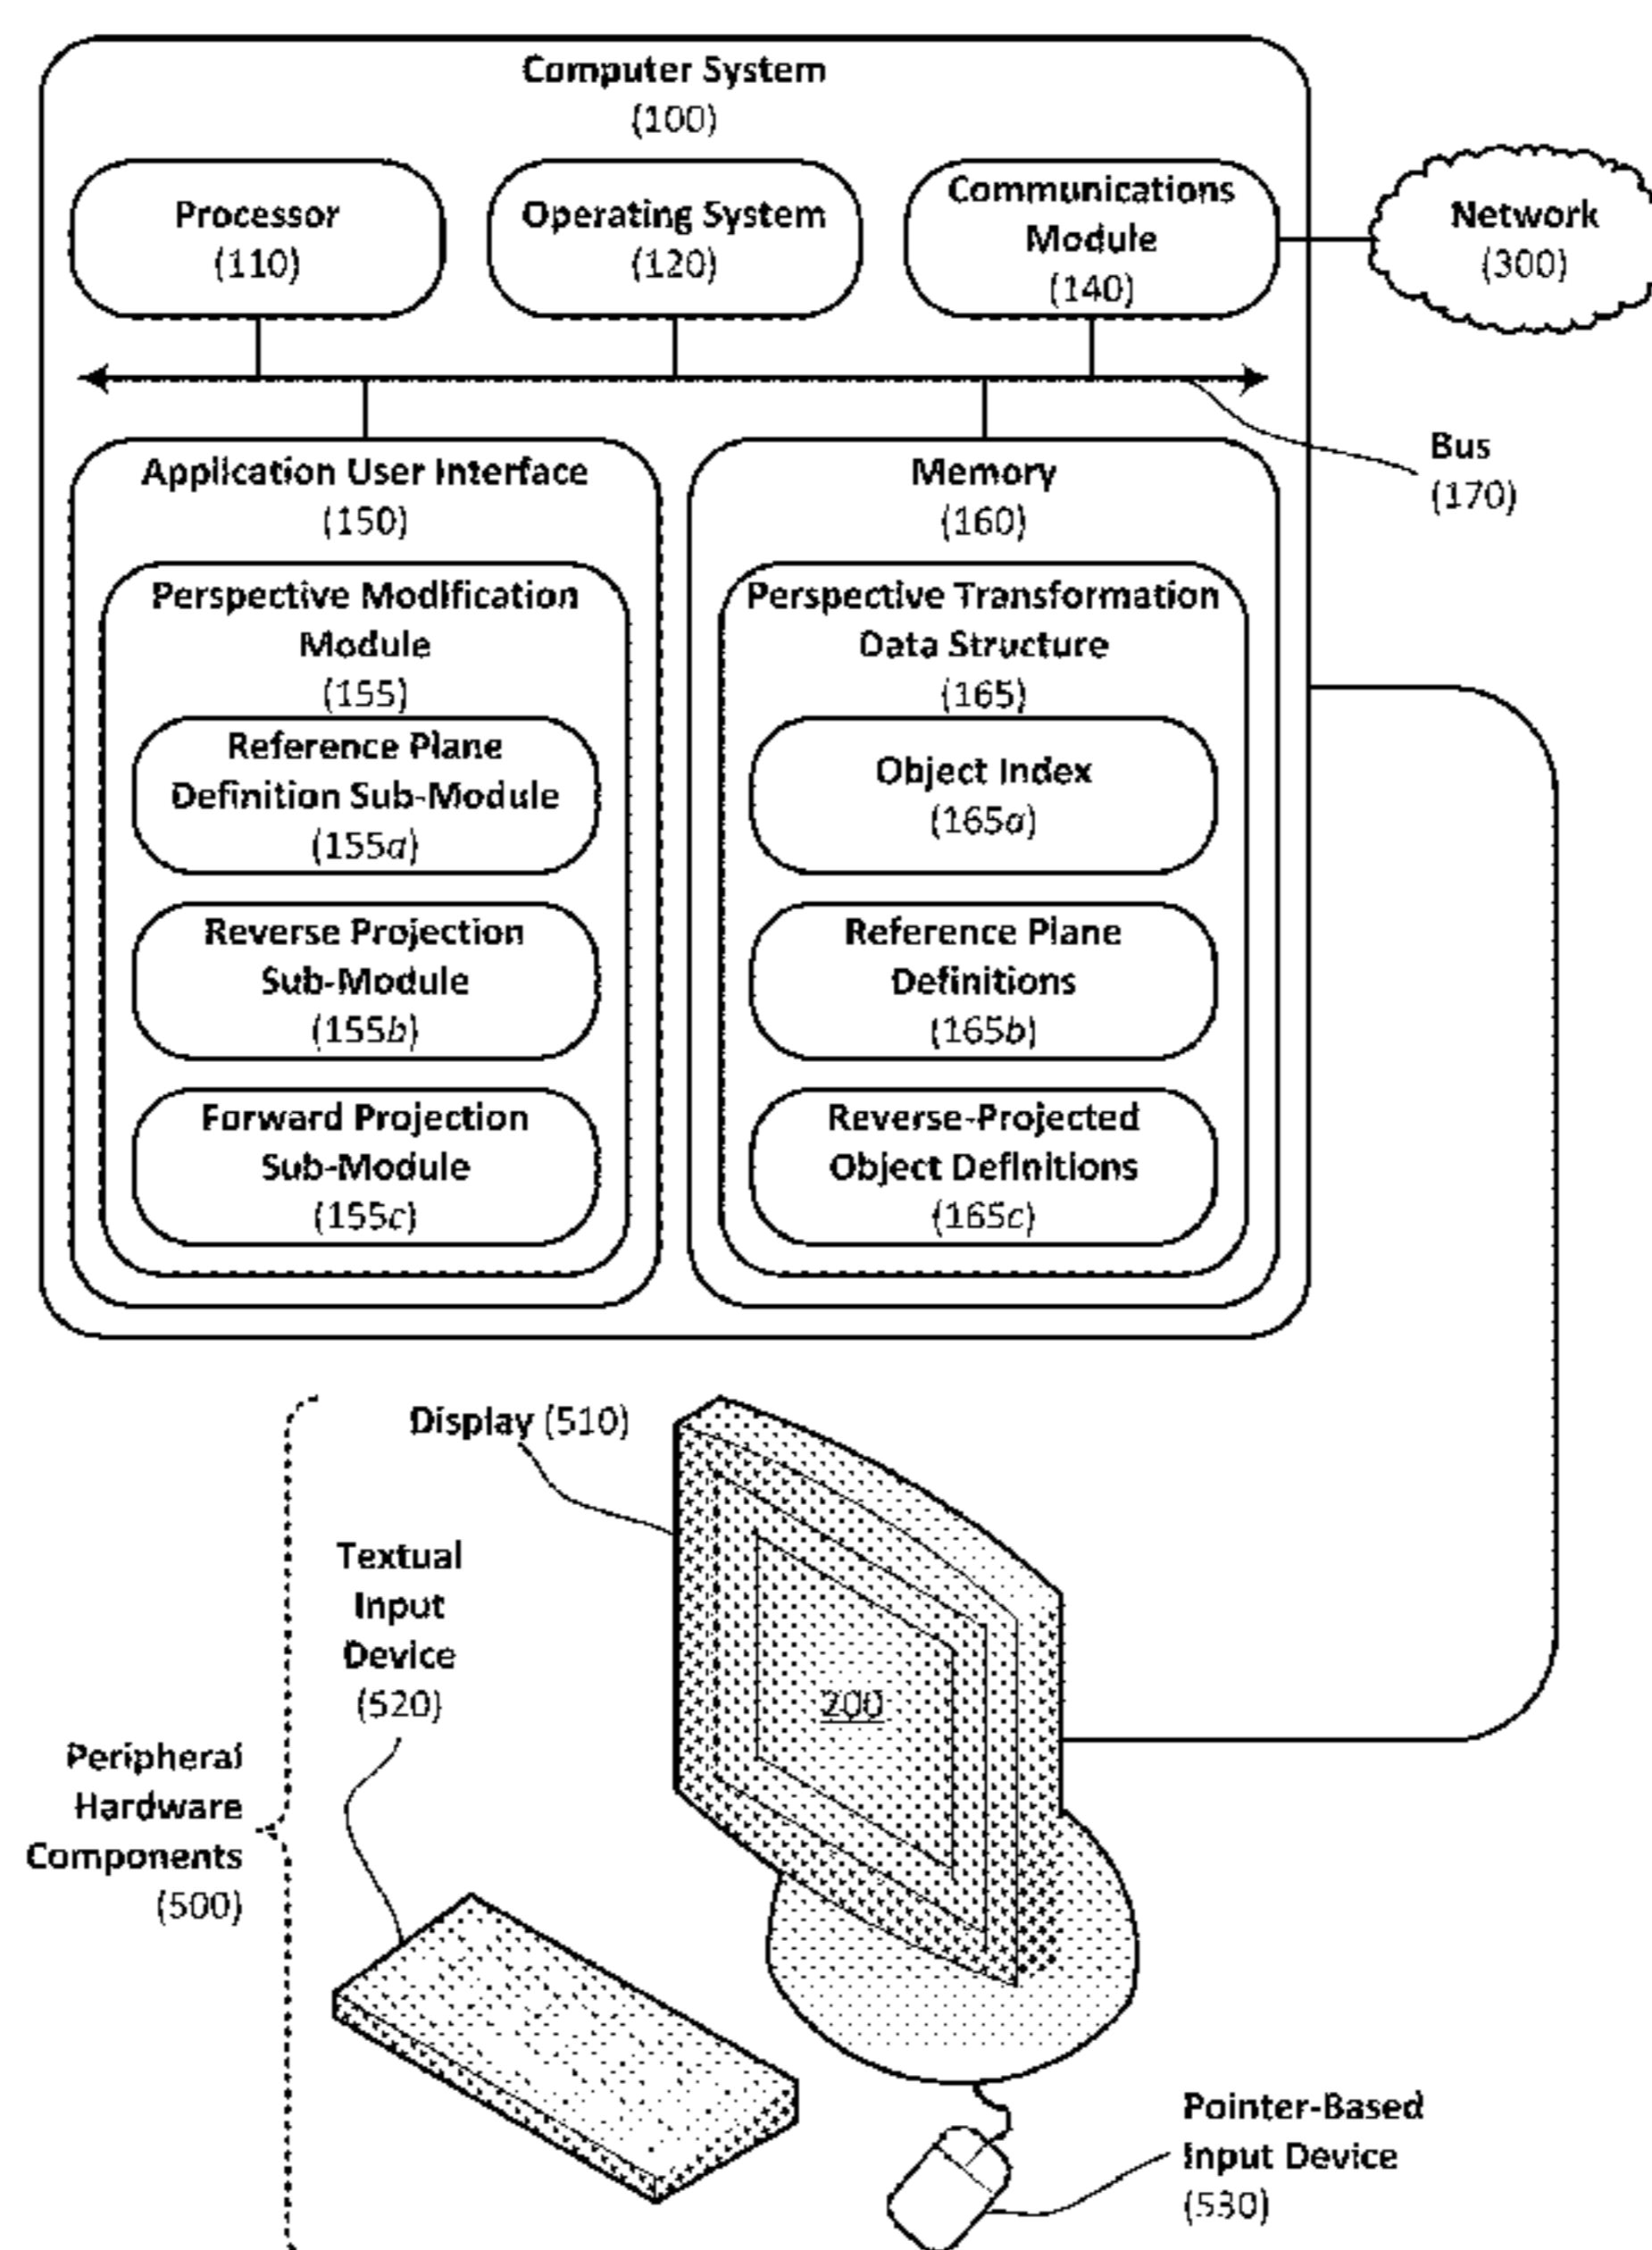 Computer System
(100)
Processor
(110)
Operating System
(120)
Communications
Module
(140)
Network
(300)
Bus
(170)
Application User Interface
(150)
Perspective Modification
Module
(155)
Reference Plane
Definition Sub-Module
(155a)
Reverse Projection
Sub-Module
(155b)
Forward Projection
Sub-Module
(155c)
Memory
(160)
Perspective Transformation
Data Structure
(165)
Object Index
(165a)
Reference Plane
Definitions
(165b)
Reverse-Projected
Object Definitions
(165c)
Display (510)
Textual
Input
Device
(520)
200
Peripheral
Hardware
Components
(500)
Pointer-Based
Input Device
(530)